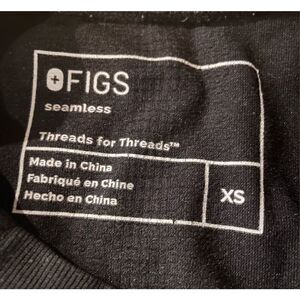 FIGS
seamless
Threads for Threads™
Made in China
Fabriqué en Chine
Hecho en China
XS